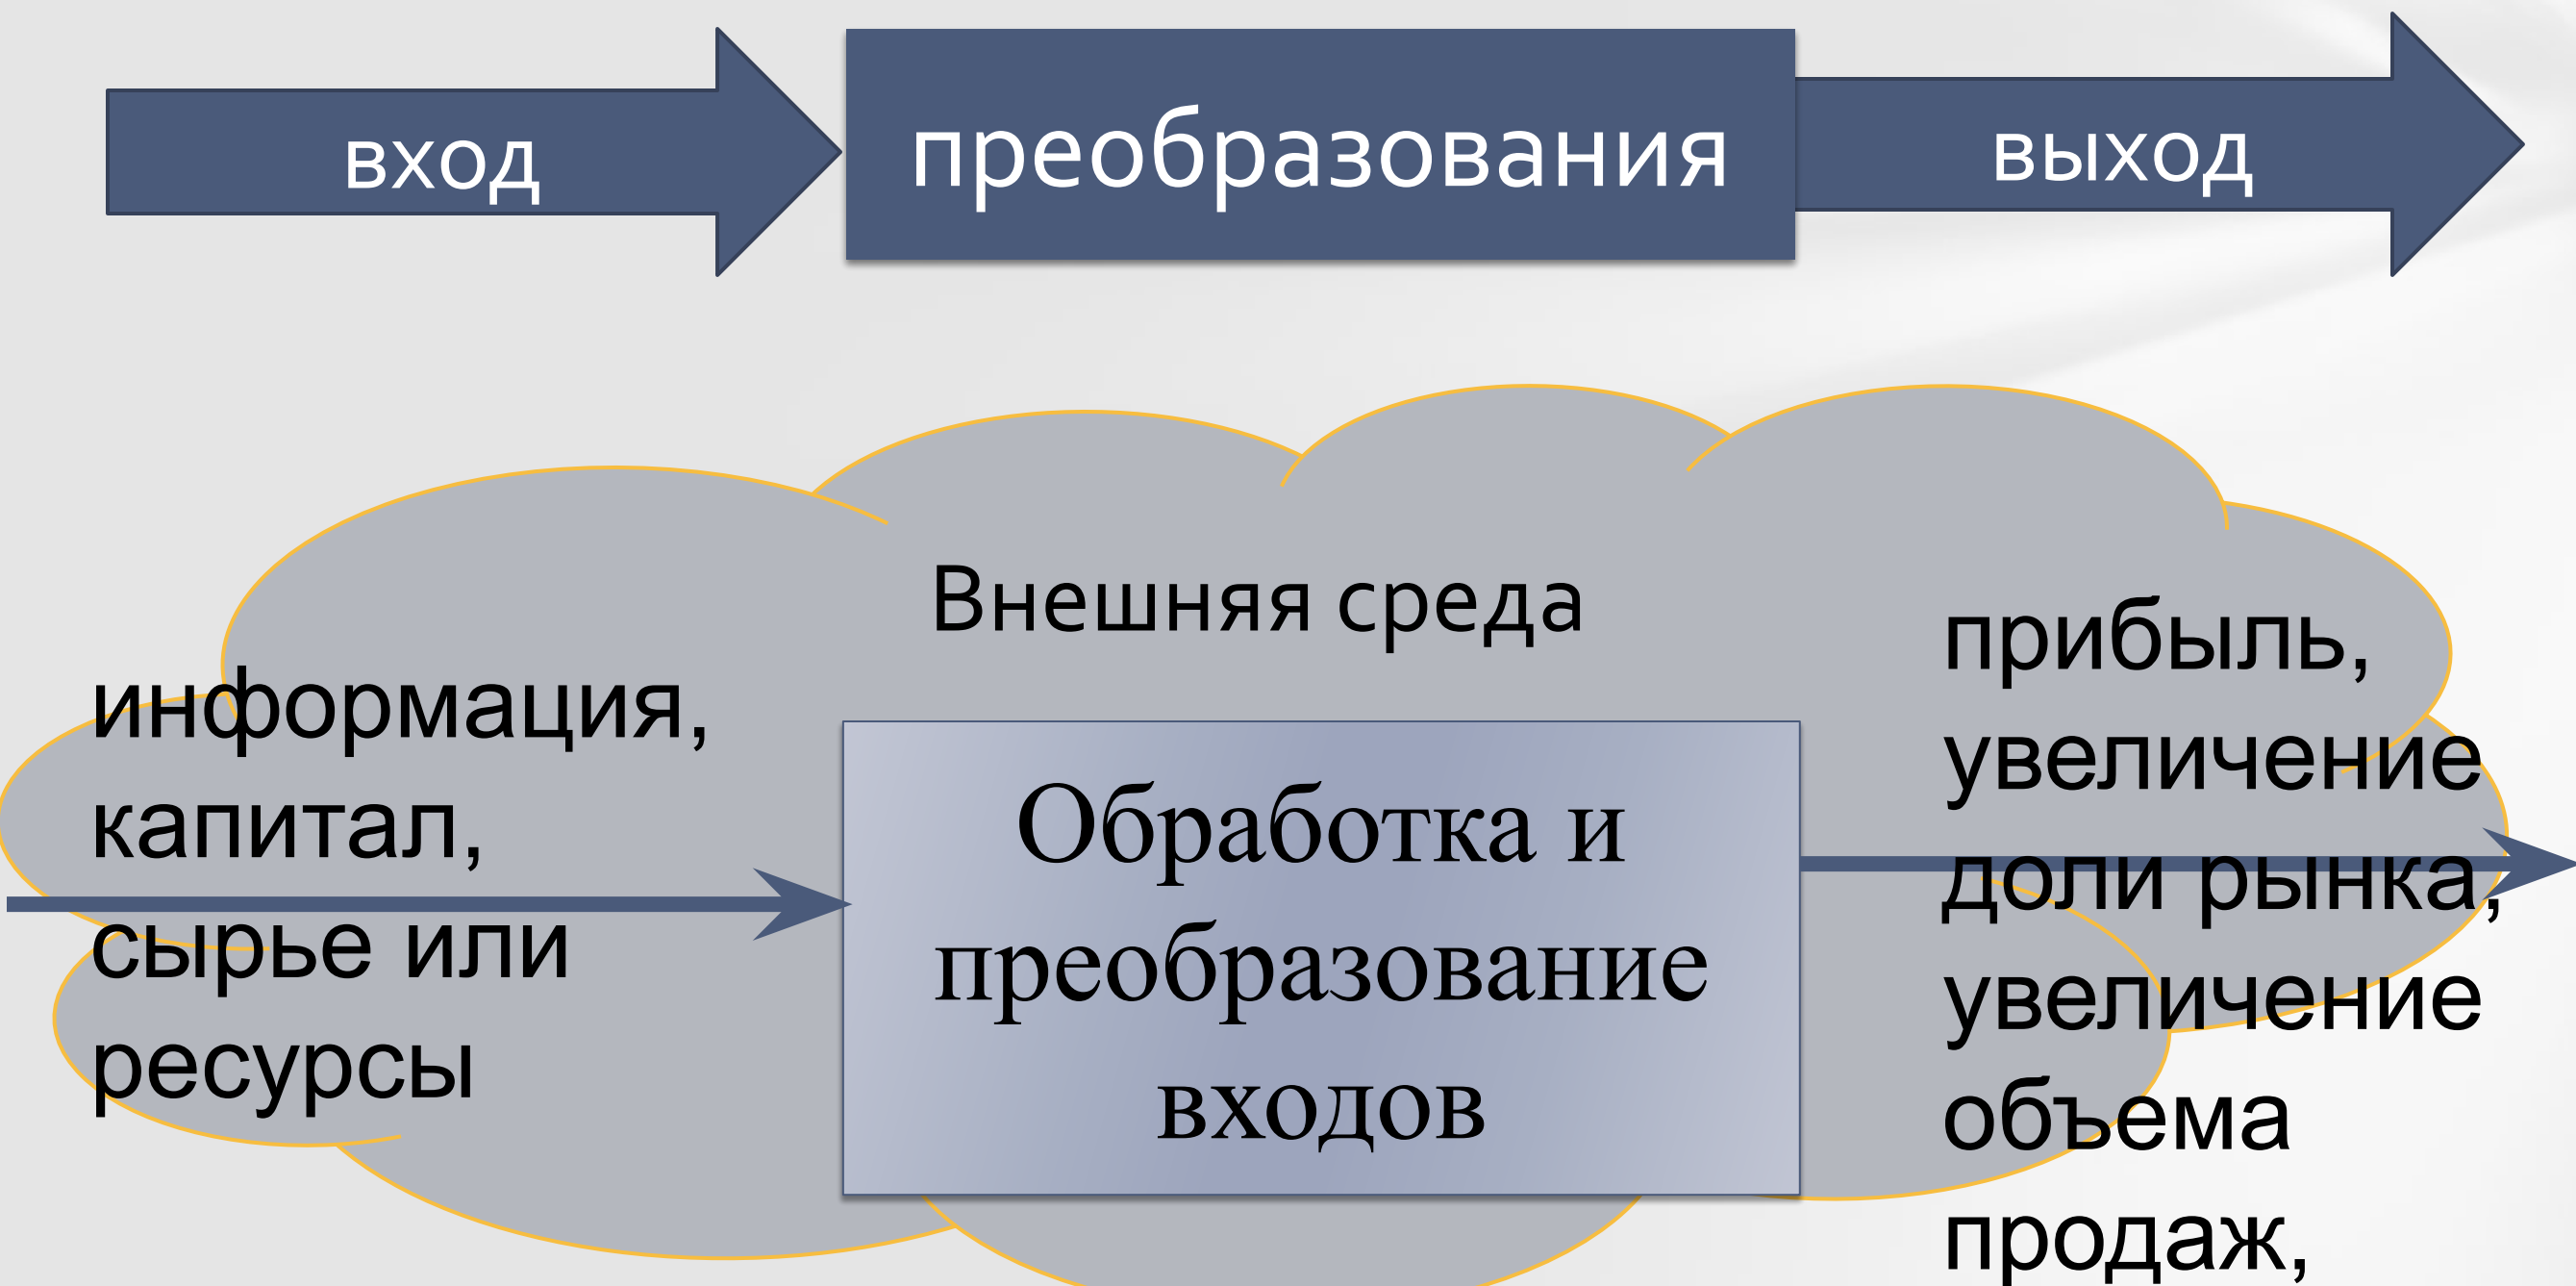 вход
преобразования
выход
Внешняя среда
информация,
капитал,
сырье или
ресурсы
Обработка и
преобразование
входов
прибыль,
увеличение
доли рынка,
увеличение
объема
продаж,